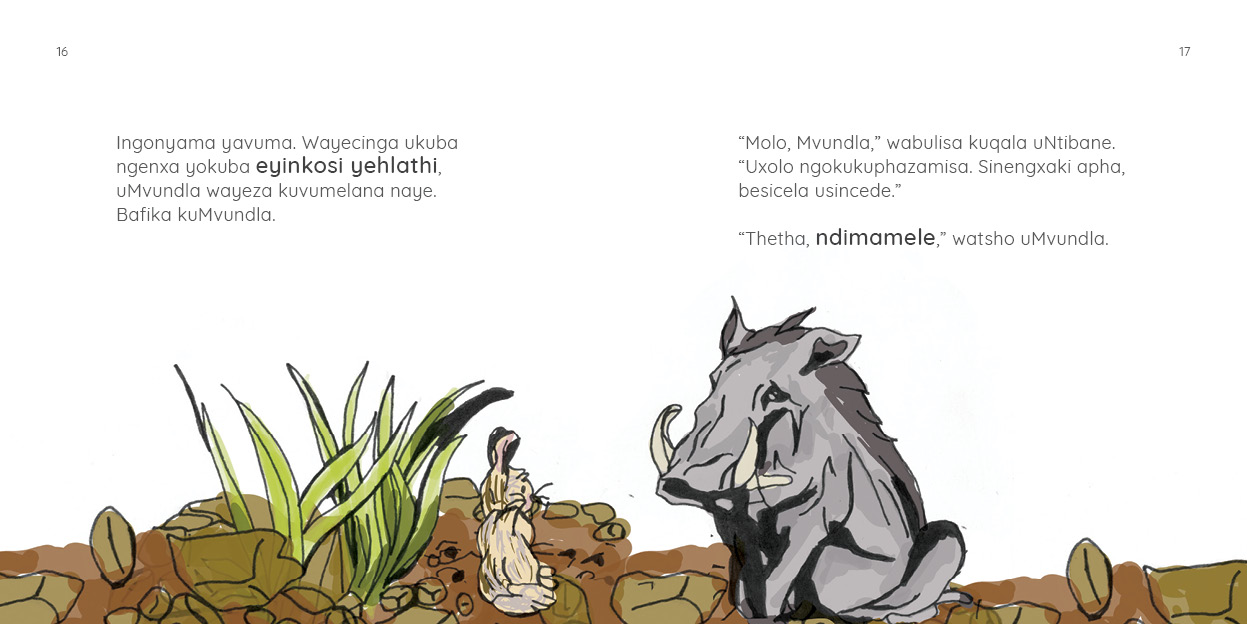 16
Ingonyama yavuma. Wayecinga ukuba
ngenxa yokuba eyinkosi yehlathi,
uMvundla wayeza kuvumelana naye.
Bafika kuMvundla.
17
“Molo, Mvundla,” wabulisa kuqala uNtibane.
“Uxolo ngokukuphazamisa. Sinengxaki apha,
besicela usincede.”
“Thetha, ndimamele,” watsho uMvundla.